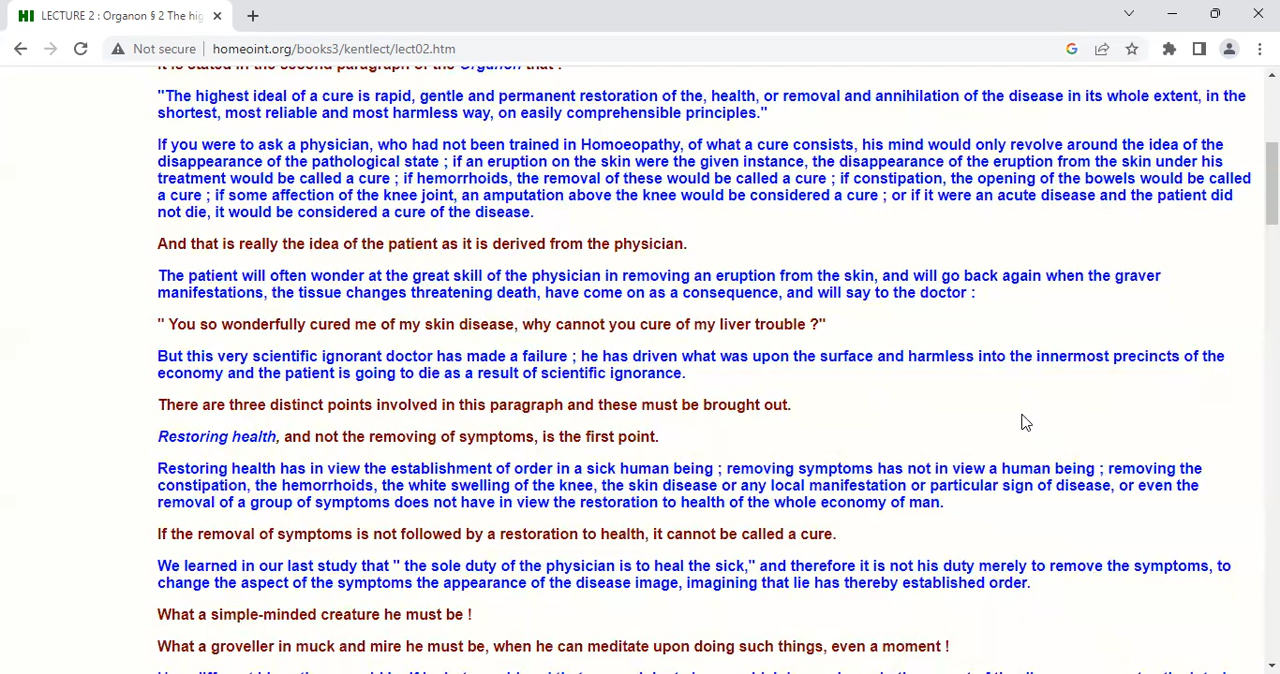 LECTURE 2 : Organon § 2 The hig
Not secure
homeoint.org/books3/kentlect/lect02.htm
It is stated in the second paragraph of the Organon that :
"The highest ideal of a cure is rapid, gentle and permanent restoration of the, health, or removal and annihilation of the disease in its whole extent, in the
shortest, most reliable and most harmless way, on easily comprehensible principles."
If you were to ask a physician, who had not been trained in Homoeopathy, of what a cure consists, his mind would only revolve around the idea of the
disappearance of the pathological state ; if an eruption on the skin were the given instance, the disappearance of the eruption from the skin under his
treatment would be called a cure ; if hemorrhoids, the removal of these would be called a cure ; if constipation, the opening of the bowels would be called
a cure ; if some affection of the knee joint, an amputation above the knee would be considered a cure ; or if it were an acute disease and the patient did
not die, it would be considered a cure of the disease.
And that is really the idea of the patient as it is derived from the physician.
The patient will often wonder at the great skill of the physician in removing an eruption from the skin, and will go back again when the graver
manifestations, the tissue changes threatening death, have come on as a consequence, and will say to the doctor :
" You so wonderfully cured me of my skin disease, why cannot you cure of my liver trouble ?"
But this very scientific ignorant doctor has made a failure ; he has driven what was upon the surface and harmless into the innermost precincts of the
economy and the patient is going to die as a result of scientific ignorance.
There are three distinct points involved in this paragraph and these must be brought out.
Restoring health, and not the removing of symptoms, is the first point.
Restoring health has in view the establishment of order in a sick human being ; removing symptoms has not in view a human being ; removing the
constipation, the hemorrhoids, the white swelling of the knee, the skin disease or any local manifestation or particular sign of disease, or even the
removal of a group of symptoms does not have in view the restoration to health of the whole economy of man.
If the removal of symptoms is not followed by a restoration to health, it cannot be called a cure.
We learned in our last study that " the sole duty of the physician is to heal the sick," and therefore it is not his duty merely to remove the symptoms, to
change the aspect of the symptoms the appearance of the disease image, imagining that lie has thereby established order.
What a simple-minded creature he must be !
What a groveller in muck and mire he must be, when he can meditate upon doing such things, even a moment !